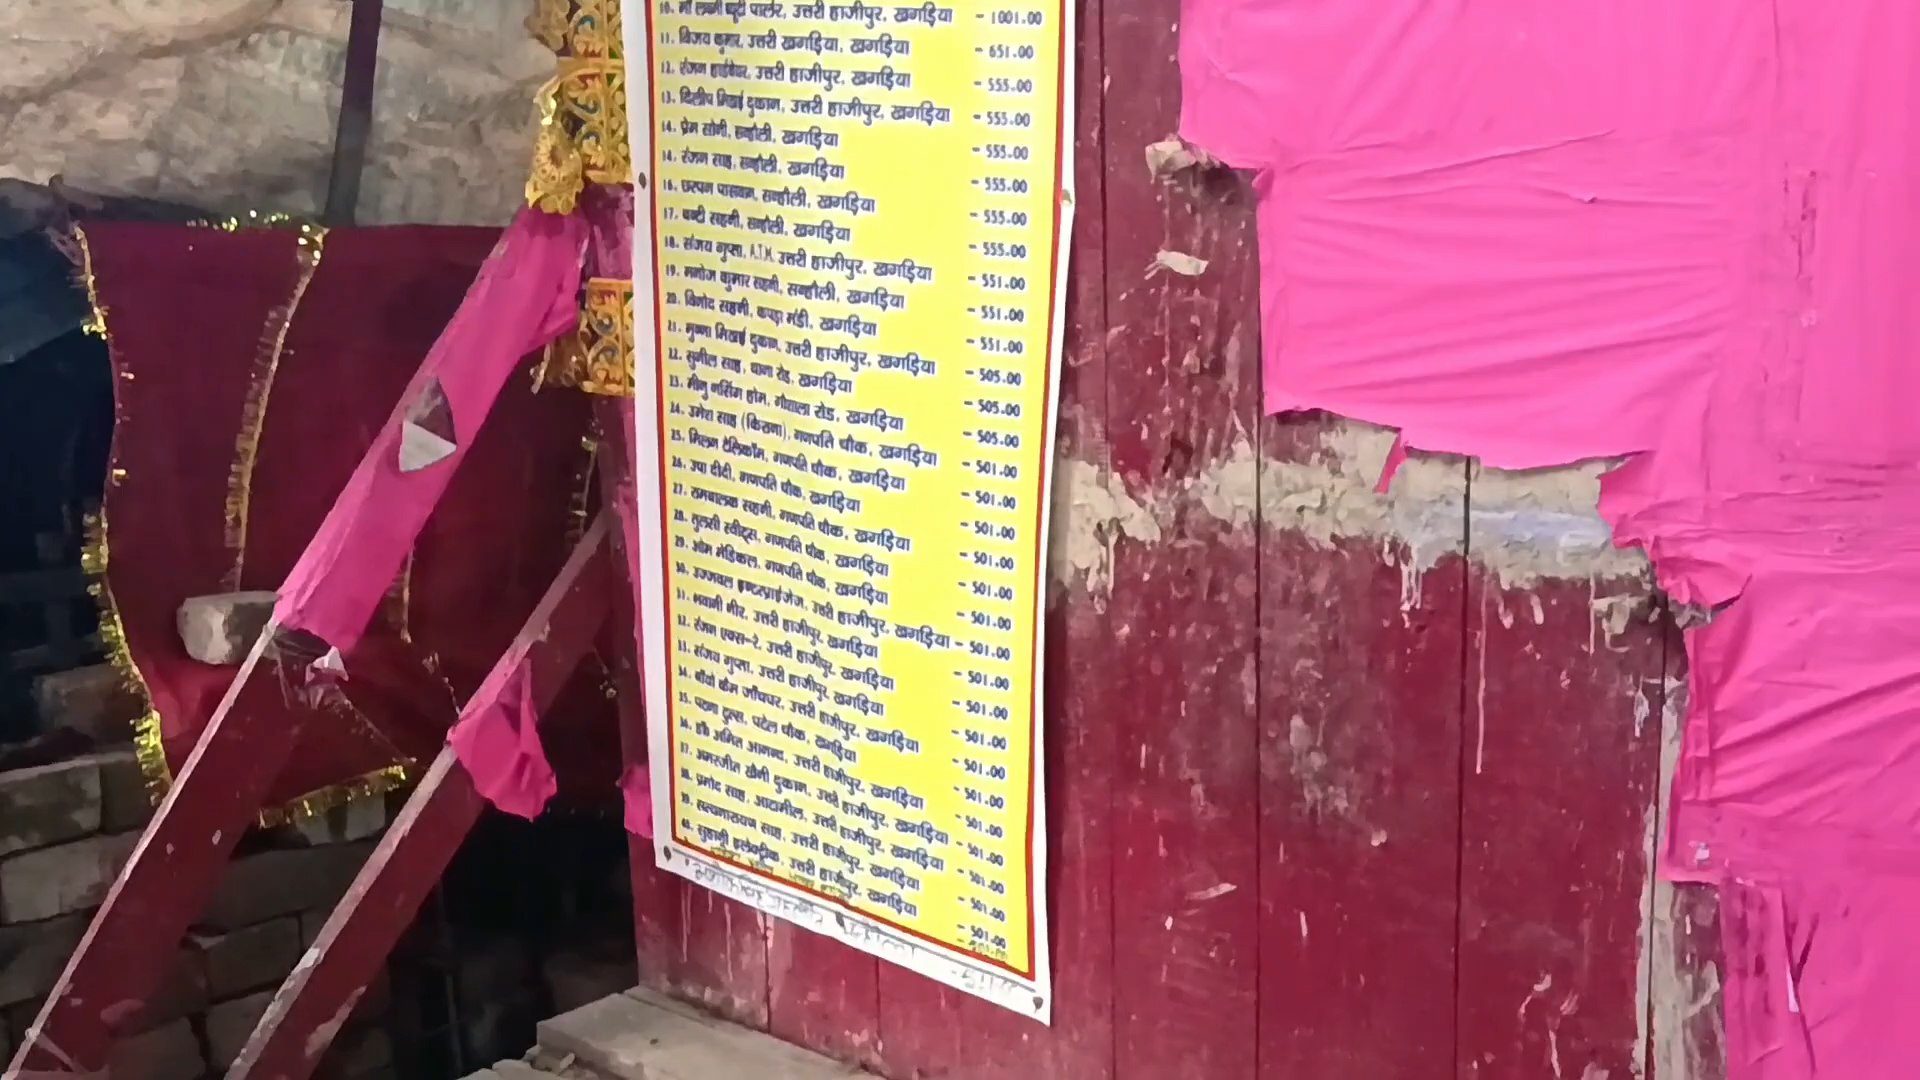 10. माँ लक्ष्मी ब्यूटी पार्लर, उत्तरी हाजीपुर, खगड़िया - 1001.00
11. विजय कुमार, उत्तरी खगड़िया, खगड़िया - 651.00
12. रंजन हार्डवेयर, उत्तरी हाजीपुर, खगड़िया - 555.00
13. दिलीप मिठाई दुकान, उत्तरी हाजीपुर, खगड़िया - 555.00
14. प्रेम सोनी, सन्हौली, खगड़िया - 555.00
14. रंजन साह, सन्हौली, खगड़िया - 555.00
16. छप्पन पासवान, सन्हौली, खगड़िया - 555.00
17. बन्टी सहनी, सन्हौली, खगड़िया - 555.00
18. संजय गुप्ता, A.T.M. उत्तरी हाजीपुर, खगड़िया - 551.00
19. मनोज कुमार सहनी, सन्हौली, खगड़िया - 551.00
20. विनोद सहनी, कपड़ा मंडी, खगड़िया - 551.00
21. मुन्ना मिठाई दुकान, उत्तरी हाजीपुर, खगड़िया - 505.00
22. सुनील साह, थाना रोड, खगड़िया - 505.00
23. मीनू नर्सिंग होम, गौशाला रोड, खगड़िया - 505.00
24. उमेश साह (किराना), गणपति चौक, खगड़िया - 501.00
25. मिलन टेलिकॉम, गणपति चौक, खगड़िया - 501.00
26. उषा दीदी, गणपति चौक, खगड़िया - 501.00
27. रामबालक सहनी, गणपति चौक, खगड़िया - 501.00
28. तुलसी स्वीट्स, गणपति चौक, खगड़िया - 501.00
29. ओम मेडिकल, गणपति चौक, खगड़िया - 501.00
30. उज्जवल इन्टरप्राईजेज, उत्तरी हाजीपुर, खगड़िया - 501.00
31. भवानी मीर, उत्तरी हाजीपुर, खगड़िया - 501.00
32. रंजन एक्स-रे, उत्तरी हाजीपुर, खगड़िया - 501.00
33. संजय गुप्ता, उत्तरी हाजीपुर, खगड़िया - 501.00
34. जाँचघर, उत्तरी हाजीपुर, खगड़िया - 501.00
35. पटना टुल्स, पटेल चौक, खगड़िया - 501.00
36. डॉ० अमित आनन्द, उत्तरी हाजीपुर, खगड़िया - 501.00
37. अमरजीत खैनी दुकान, उत्तरी हाजीपुर, खगड़िया - 501.00
38. प्रमोद साह, आटामील, उत्तरी हाजीपुर, खगड़िया - 501.00
39. सत्यनारायण साह, उत्तरी हाजीपुर, खगड़िया - 501.00
40. सुहानी इलेक्ट्रीक, उत्तरी हाजीपुर, खगड़िया - 501.00